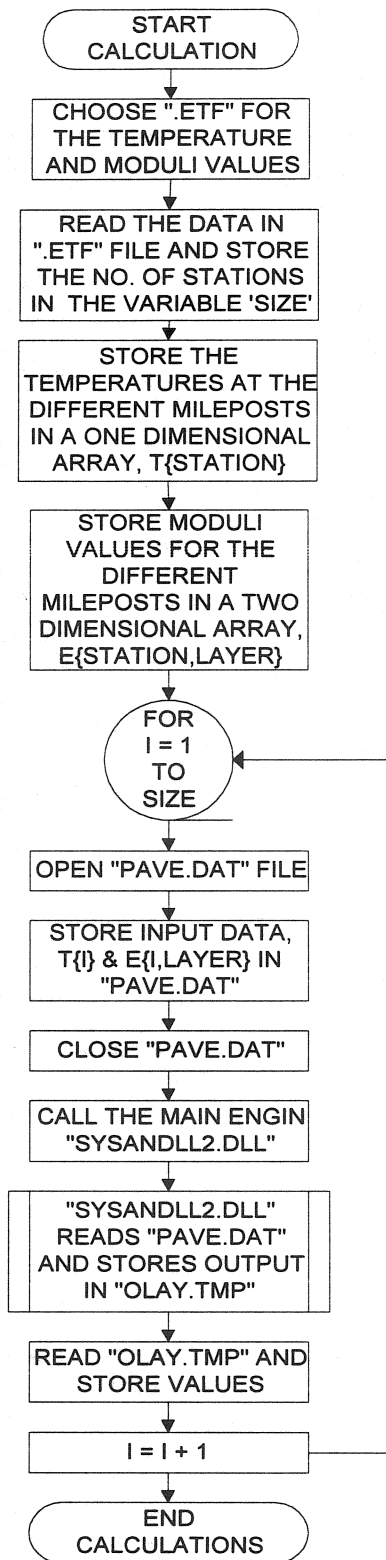 START
CALCULATION
CHOOSE ".ETF" FOR
THE TEMPERATURE
AND MODULI VALUES
READ THE DATA IN
".ETF" FILE AND STORE
THE NO. OF STATIONS
IN THE VARIABLE 'SIZE'
STORE THE
TEMPERATURES AT THE
DIFFERENT MILEPOSTS
IN A ONE DIMENSIONAL
ARRAY, T{STATION}
STORE MODULI
VALUES FOR THE
DIFFERENT
MILEPOSTS IN A TWO
DIMENSIONAL ARRAY,
E{STATION,LAYER}
FOR
I = 1
TO
SIZE
OPEN "PAVE.DAT" FILE
STORE INPUT DATA,
T{I} & E{I,LAYER} IN
"PAVE.DAT"
CLOSE "PAVE.DAT"
CALL THE MAIN ENGIN
"SYSANDLL2.DLL"
"SYSANDLL2.DLL"
READS "PAVE.DAT"
AND STORES OUTPUT
IN "OLAY.TMP"
READ "OLAY.TMP" AND
STORE VALUES
I = I + 1
END
CALCULATIONS